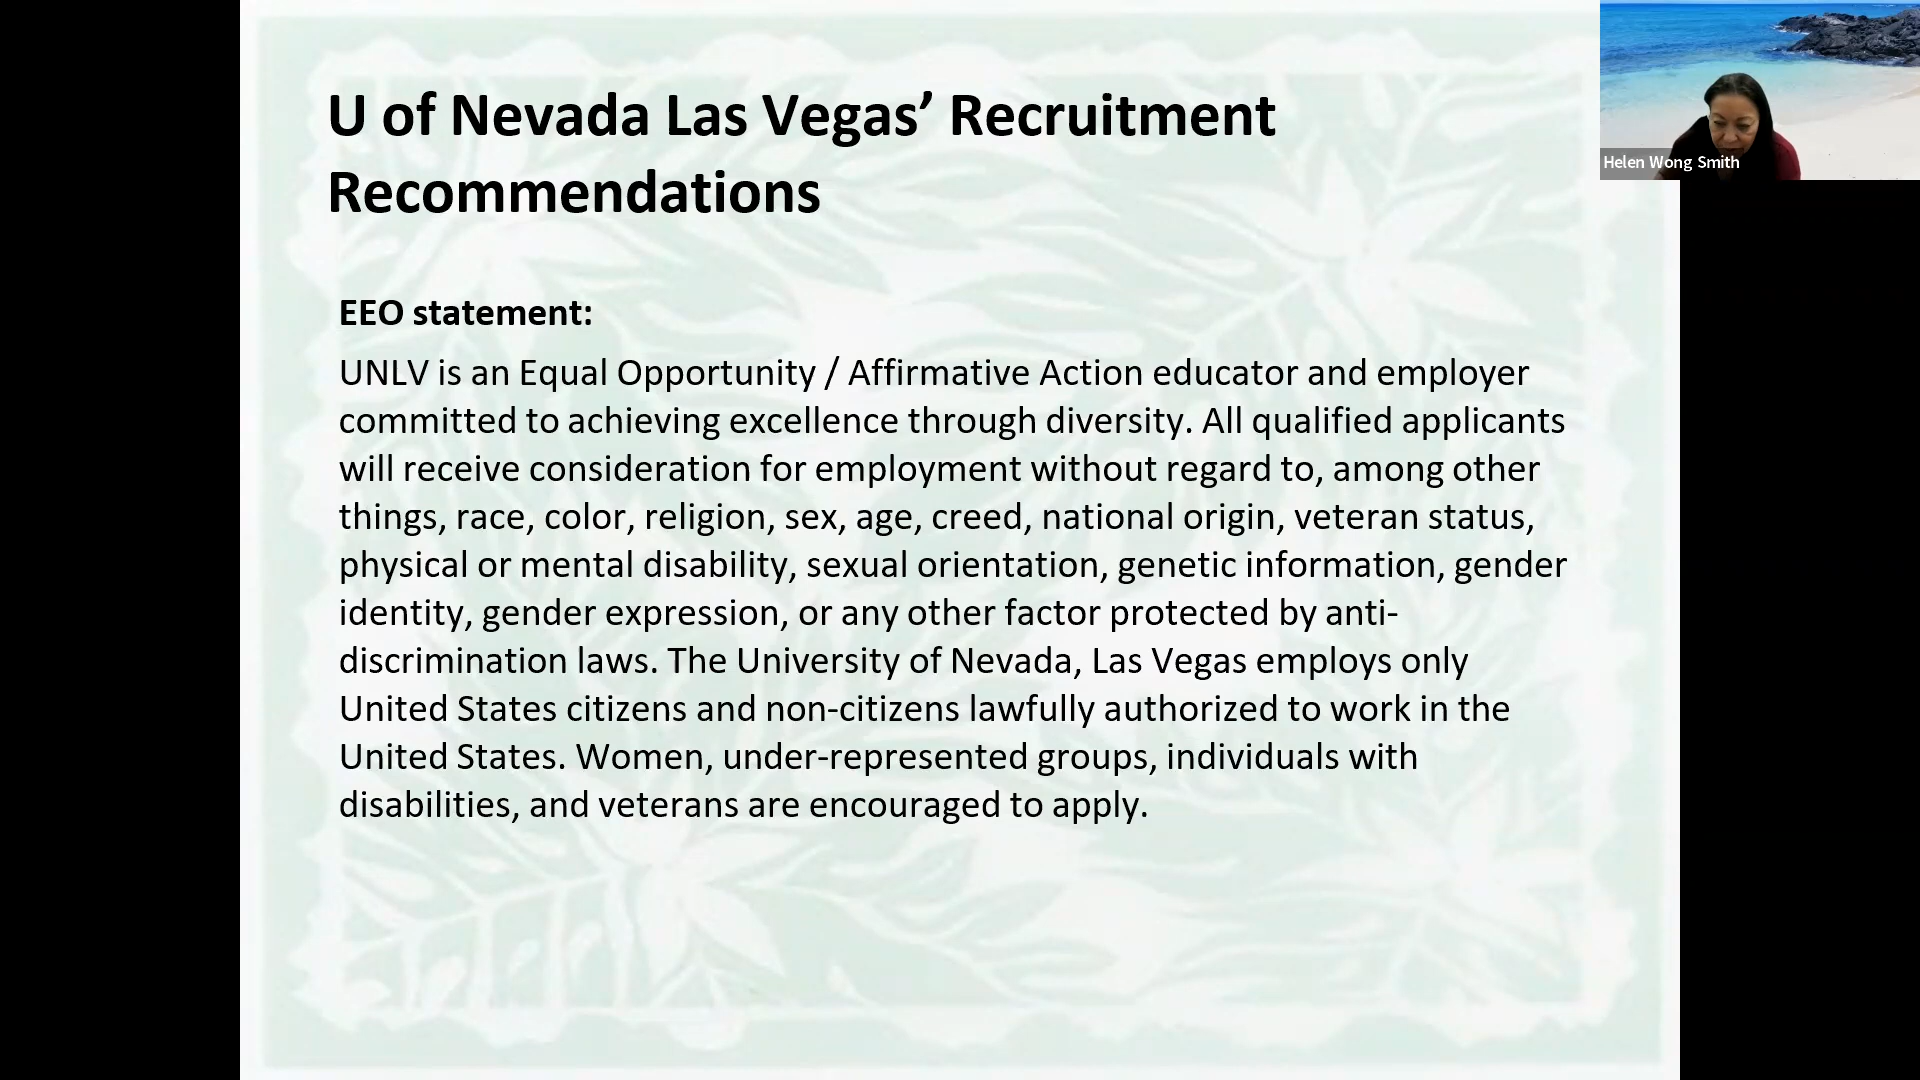 U of Nevada Las Vegas’ Recruitment
Recommendations
Helen Wong Smith
EEO statement:
UNLV is an Equal Opportunity / Affirmative Action educator and employer
committed to achieving excellence through diversity. All qualified applicants
will receive consideration for employment without regard to, among other
things, race, color, religion, sex, age, creed, national origin, veteran status,
physical or mental disability, sexual orientation, genetic information, gender
identity, gender expression, or any other factor protected by anti-
discrimination laws. The University of Nevada, Las Vegas employs only
United States citizens and non-citizens lawfully authorized to work in the
United States. Women, under-represented groups, individuals with
disabilities, and veterans are encouraged to apply.